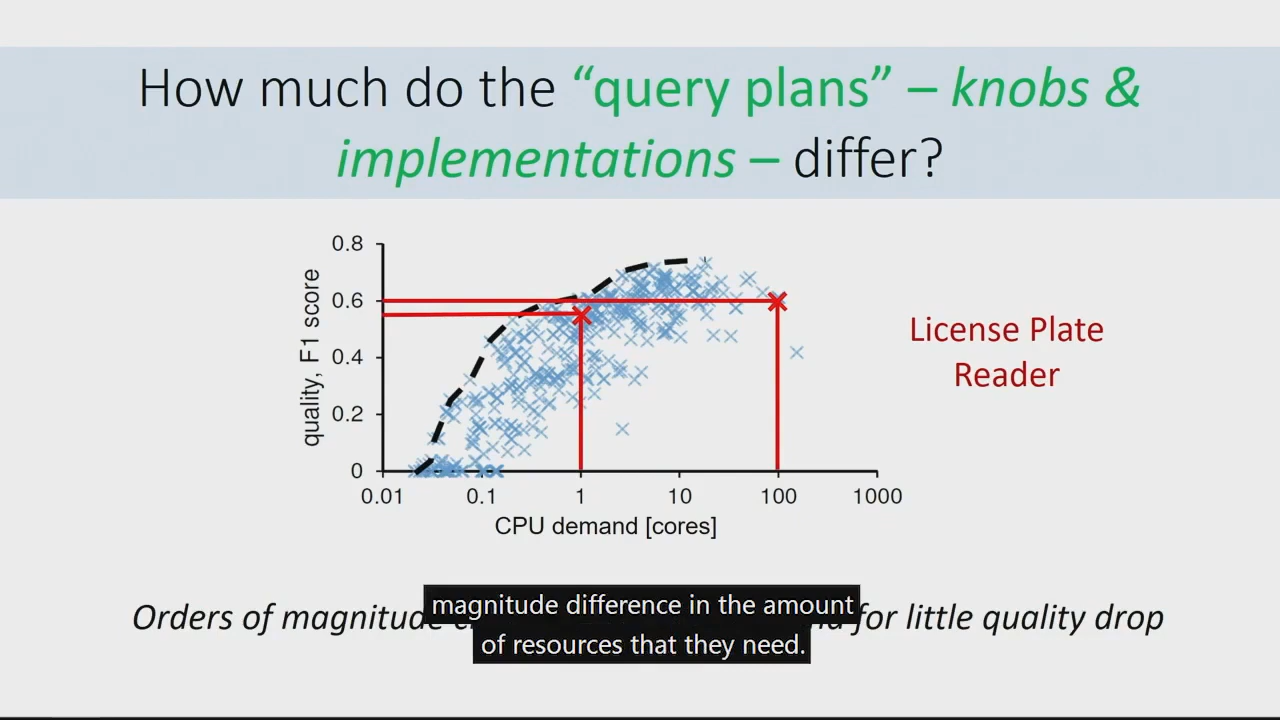 How much do the “query plans” – knobs &
implementations – differ?
0.8
0.6
0.4
0.2
0
quality, F1 score
0.01 0.1 1 10 100 1000
CPU demand [cores]
License Plate
Reader
Orders of magnitude for little quality drop
magnitude difference in the amount
of resources that they need.